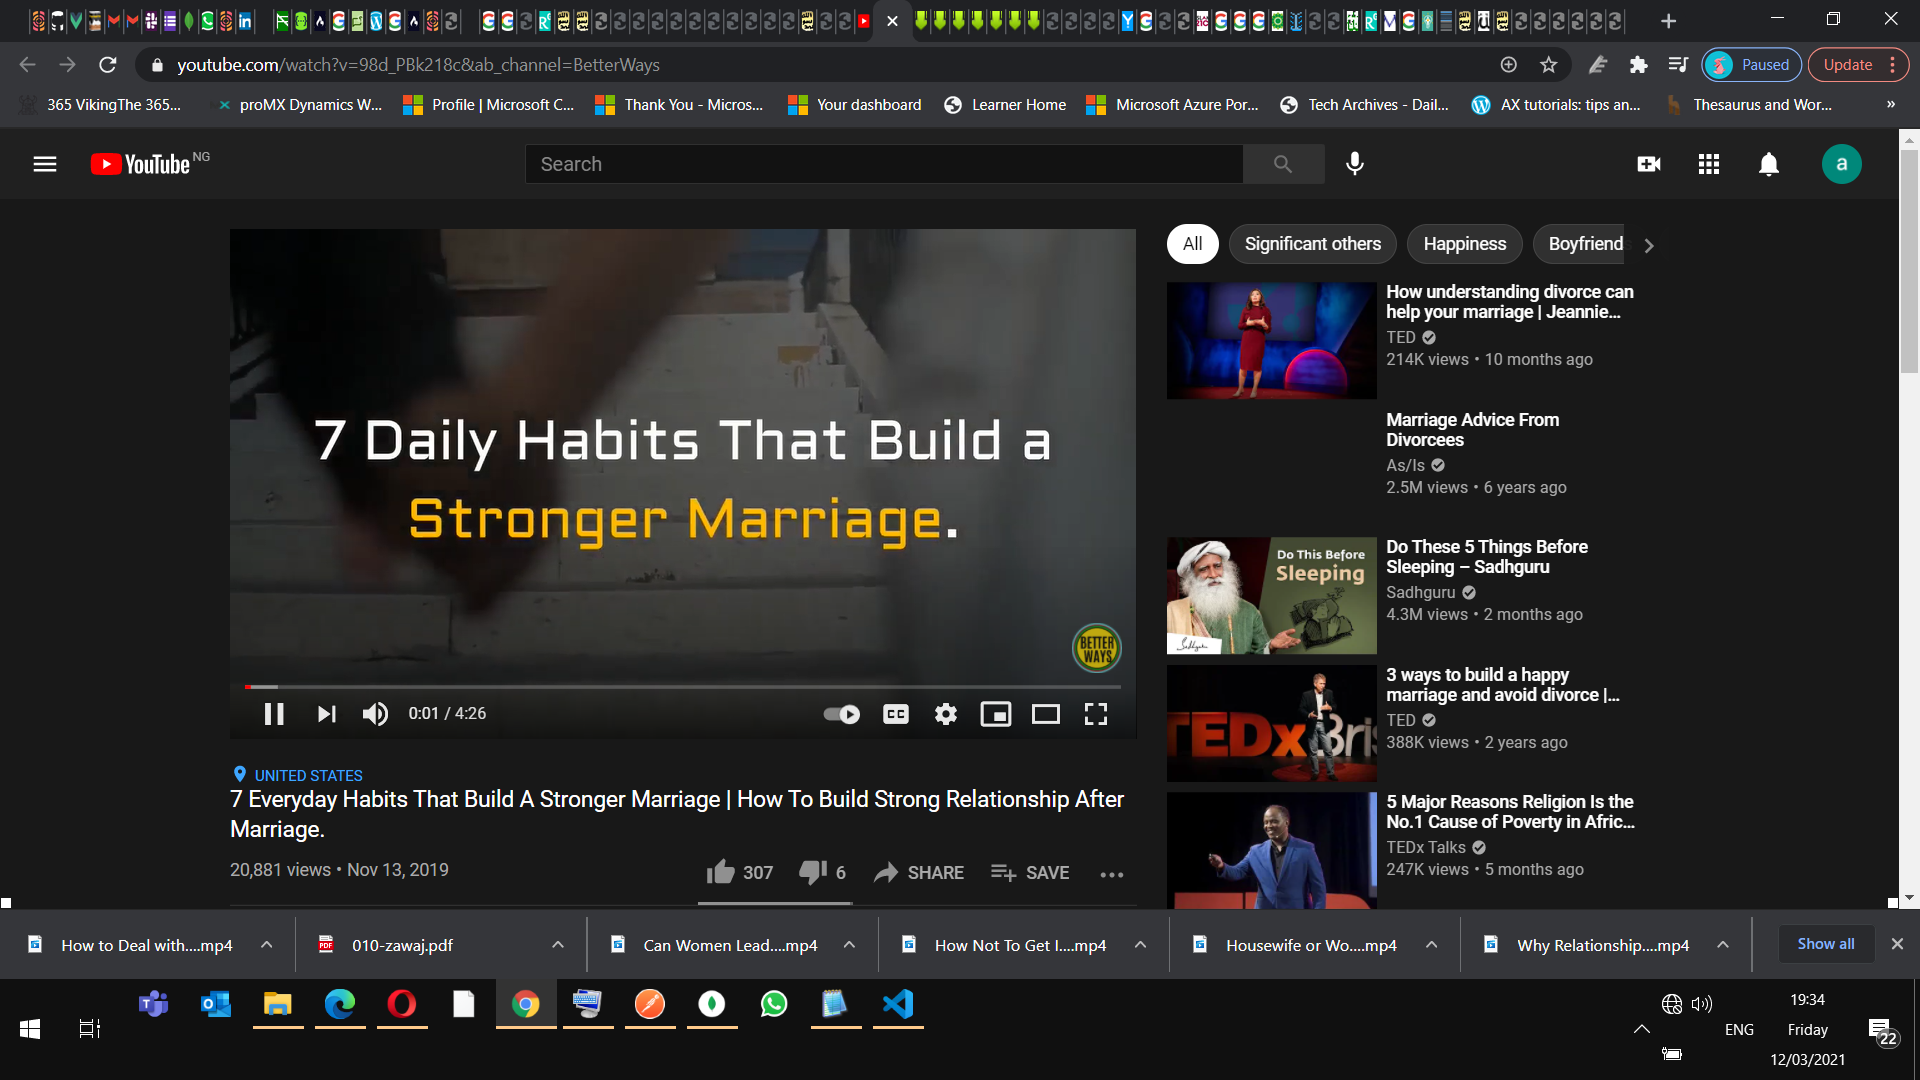 youtube.com/watch?v=98d_PBk218c&ab_channel=BetterWays
Paused
Update
365 VikingThe 365...
proMX Dynamics W...
Profile | Microsoft C...
Thank You - Micros...
Your dashboard
Learner Home
Microsoft Azure Por...
Tech Archives - Dail...
AX tutorials: tips an...
Thesaurus and Wor...
»
YouTube NG
Search
a
7 Daily Habits That Build a
Stronger Marriage.
BETTER
WAYS
0:01 / 4:26
CC
UNITED STATES
7 Everyday Habits That Build A Stronger Marriage | How To Build Strong Relationship After
Marriage.
20,881 views • Nov 13, 2019
307
6
SHARE
SAVE
All
Significant others
Happiness
Boyfriend
How understanding divorce can
help your marriage | Jeannie...
TED
214K views • 10 months ago
Marriage Advice From
Divorcees
As/Is
2.5M views • 6 years ago
Do This Before
Sleeping
Do These 5 Things Before
Sleeping – Sadhguru
Sadhguru
4.3M views • 2 months ago
TEDx Bris
3 ways to build a happy
marriage and avoid divorce |...
TED
388K views • 2 years ago
5 Major Reasons Religion Is the
No.1 Cause of Poverty in Afric...
TEDx Talks
247K views • 5 months ago
How to Deal with....mp4
010-zawaj.pdf
Can Women Lead....mp4
How Not To Get I....mp4
Housewife or Wo....mp4
Why Relationship....mp4
Show all
19:34
ENG
Friday
22
12/03/2021